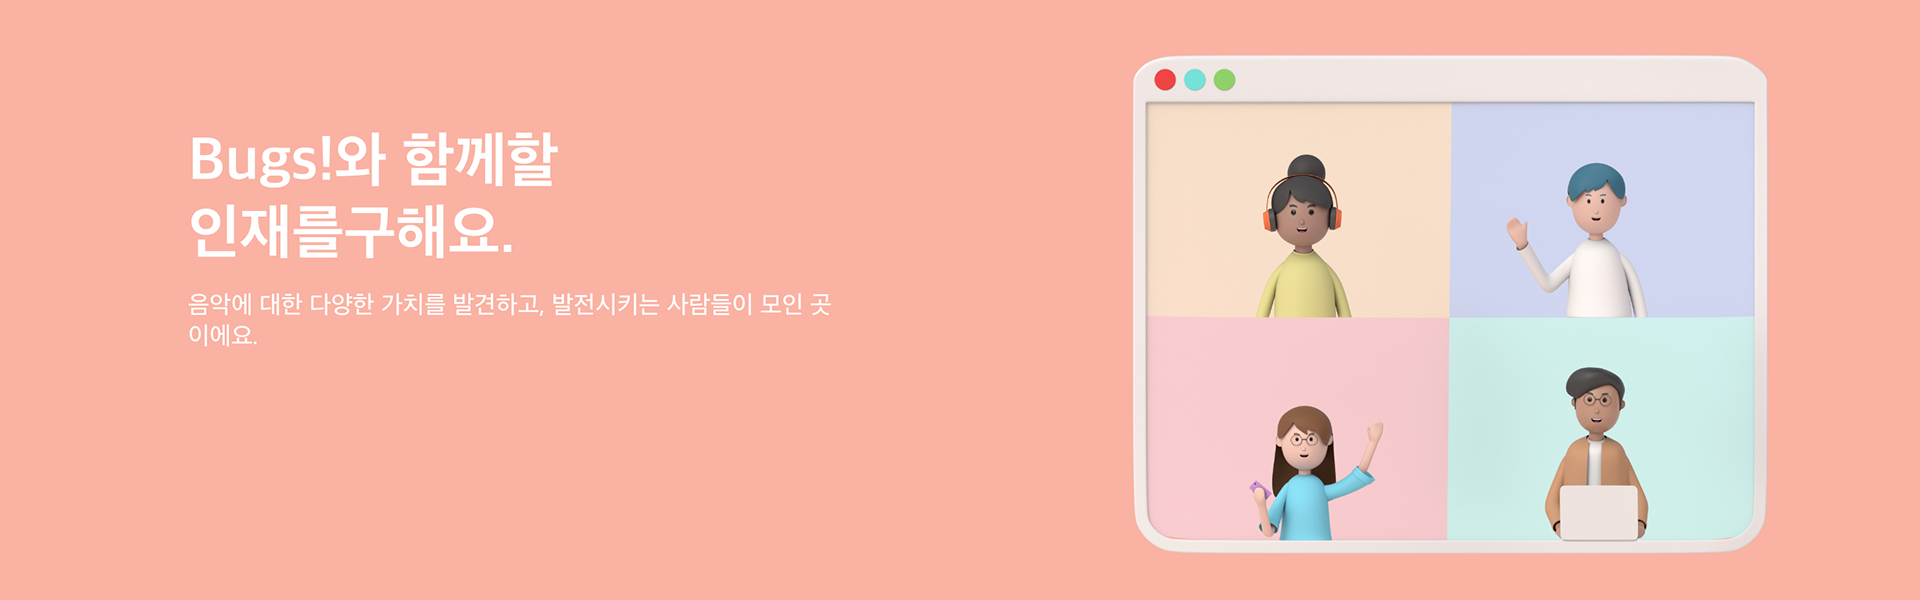 Bugs!와 함께할
인재를구해요.
음악에 대한 다양한 가치를 발견하고, 발전시키는 사람들이 모인 곳
이에요.